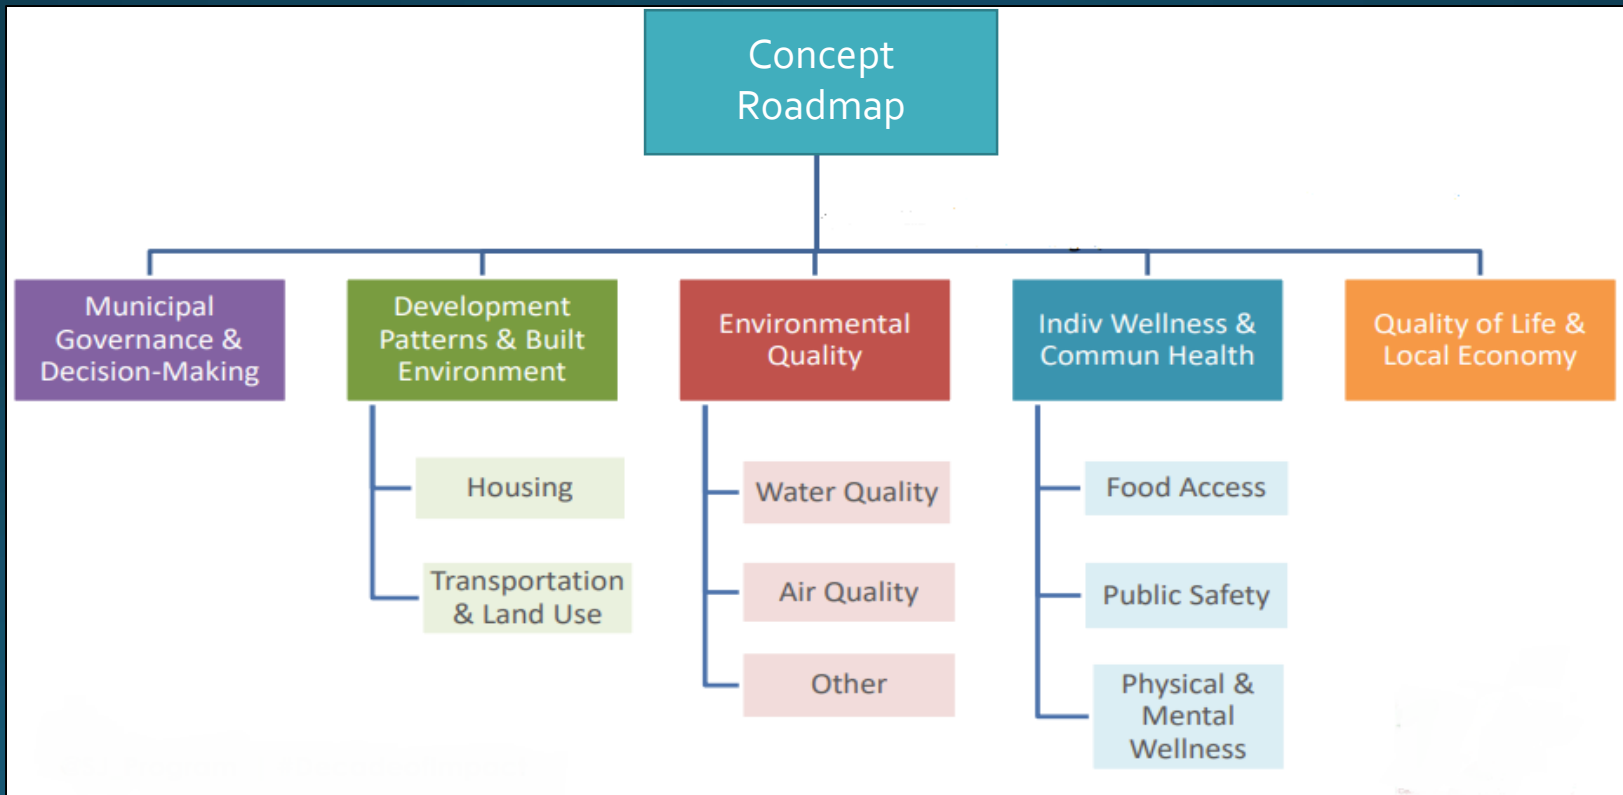 Concept
Roadmap
Municipal
Governance &
Decision-Making
Development
Patterns & Built
Environment
Environmental
Quality
Indiv Wellness &
Commun Health
Quality of Life &
Local Economy
Housing
Transportation
& Land Use
Water Quality
Air Quality
Other
Food Access
Public Safety
Physical &
Mental
Wellness